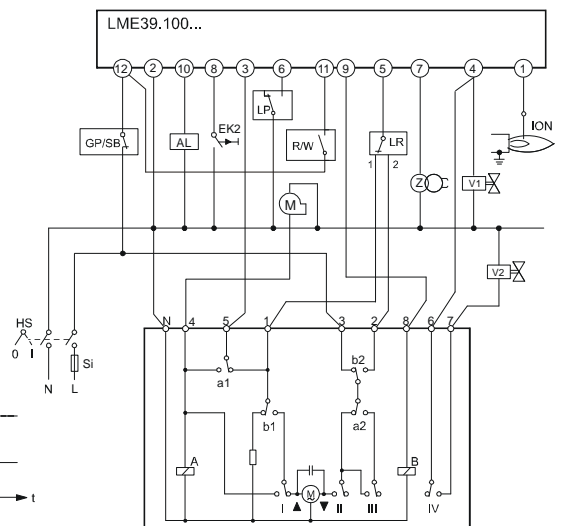 LME39.100...
12 2 10 8 3 6 11 9 5 7 4 1
GP/SB AL EK2 LP R/W LR ION
1 2
M Z V1
V2
HS
0 I
Si
N L
N 4 5 1 3 2 8 6 7
a1 b2
b1 a2
A B
M
I II III IV
t